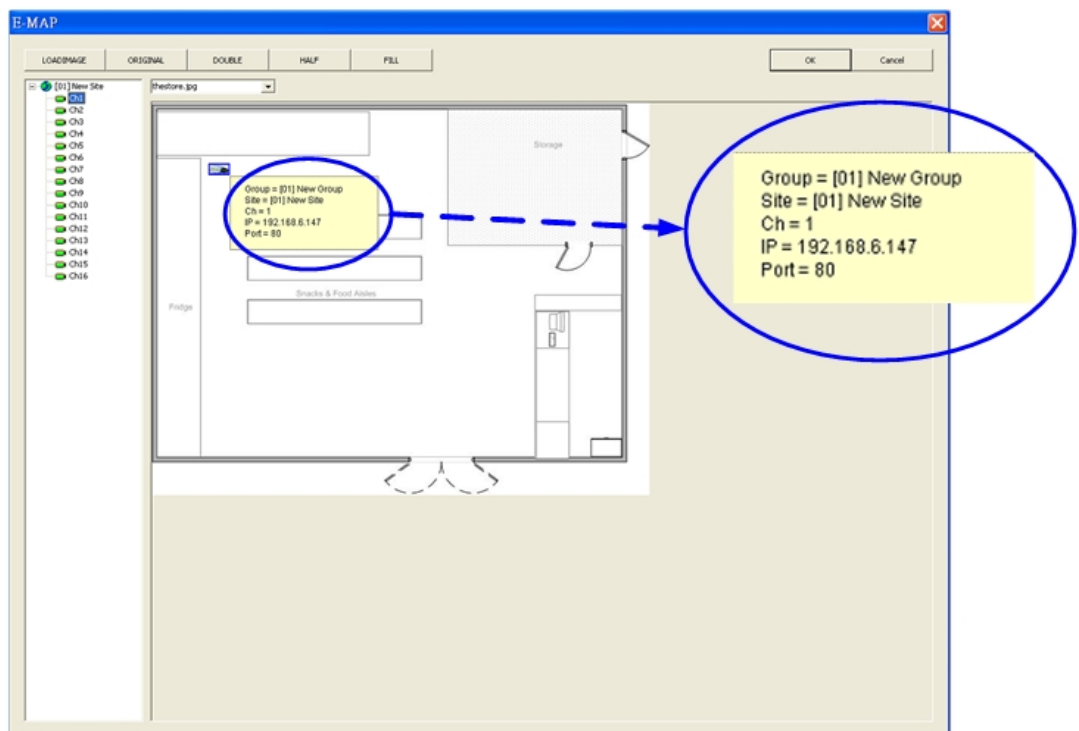 E-MAP
LOADIMAGE ORIGINAL DOUBLE HALF FILL OK Cancel
[01] New Site
Ch1
Ch2
Ch3
Ch4
Ch5
Ch6
Ch7
Ch8
Ch9
Ch10
Ch11
Ch12
Ch13
Ch14
Ch15
Ch16
thestore.jpg
Storage
Group = [01] New Group
Site = [01] New Site
Ch = 1
IP = 192.168.6.147
Port = 80
Snacks & Food Aisles
Fridge
Group = [01] New Group
Site = [01] New Site
Ch = 1
IP = 192.168.6.147
Port = 80